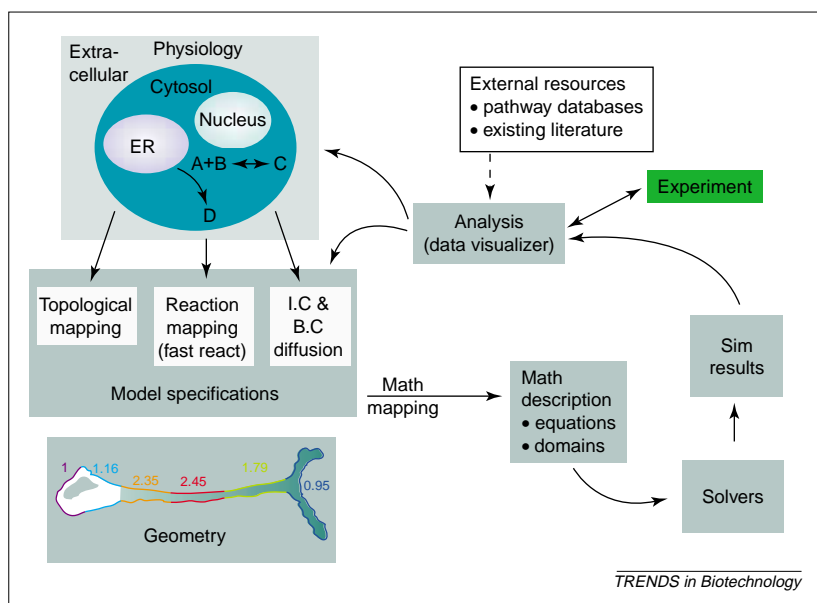 Extra-
cellular
Physiology
Cytosol
Nucleus
ER
A+B
C
D
External resources
• pathway databases
• existing literature
Experiment
Analysis
(data visualizer)
Topological
mapping
Reaction
mapping
(fast react)
I.C &
B.C
diffusion
Model specifications
Math
mapping
Math
description
• equations
• domains
Sim
results
Solvers
1
1.16
2.35
2.45
1.79
0.95
Geometry
TRENDS in Biotechnology